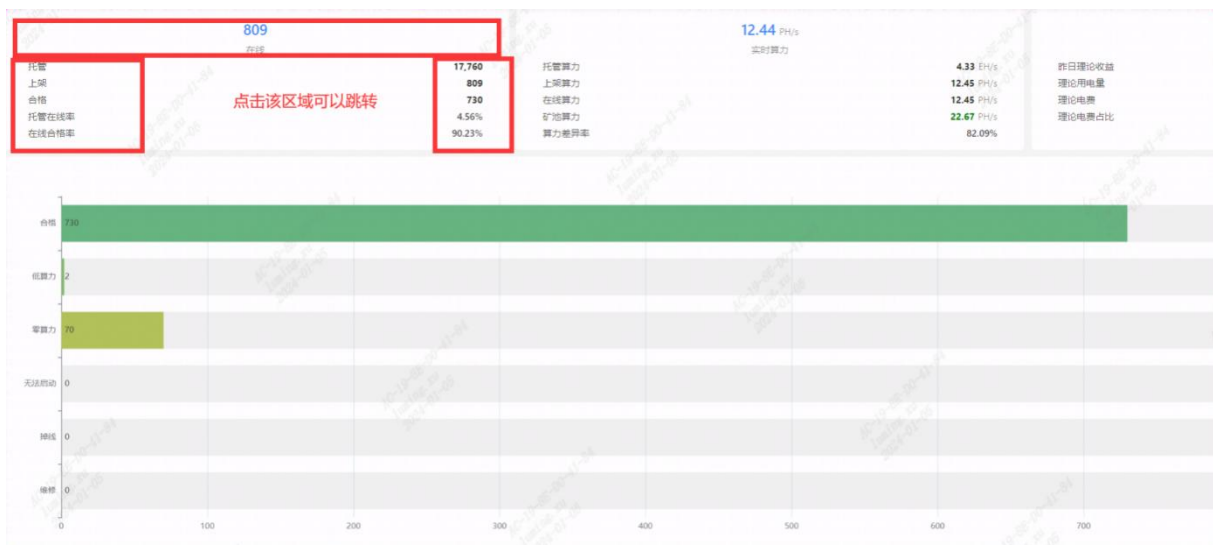 809
在线
12.44 PH/s
实时算力
托管 17,760
上架 809
合格 730
托管在线率 4.56%
在线合格率 90.23%
点击该区域可以跳转
托管算力 4.33 EH/s
上架算力 12.45 PH/s
在线算力 12.45 PH/s
矿池算力 22.67 PH/s
算力差异率 82.09%
昨日理论收益
理论用电量
理论电费
理论电费占比
合格 730
低算力 2
零算力 70
无法启动 0
掉线 0
维修 0
0 100 200 300 400 500 600 700